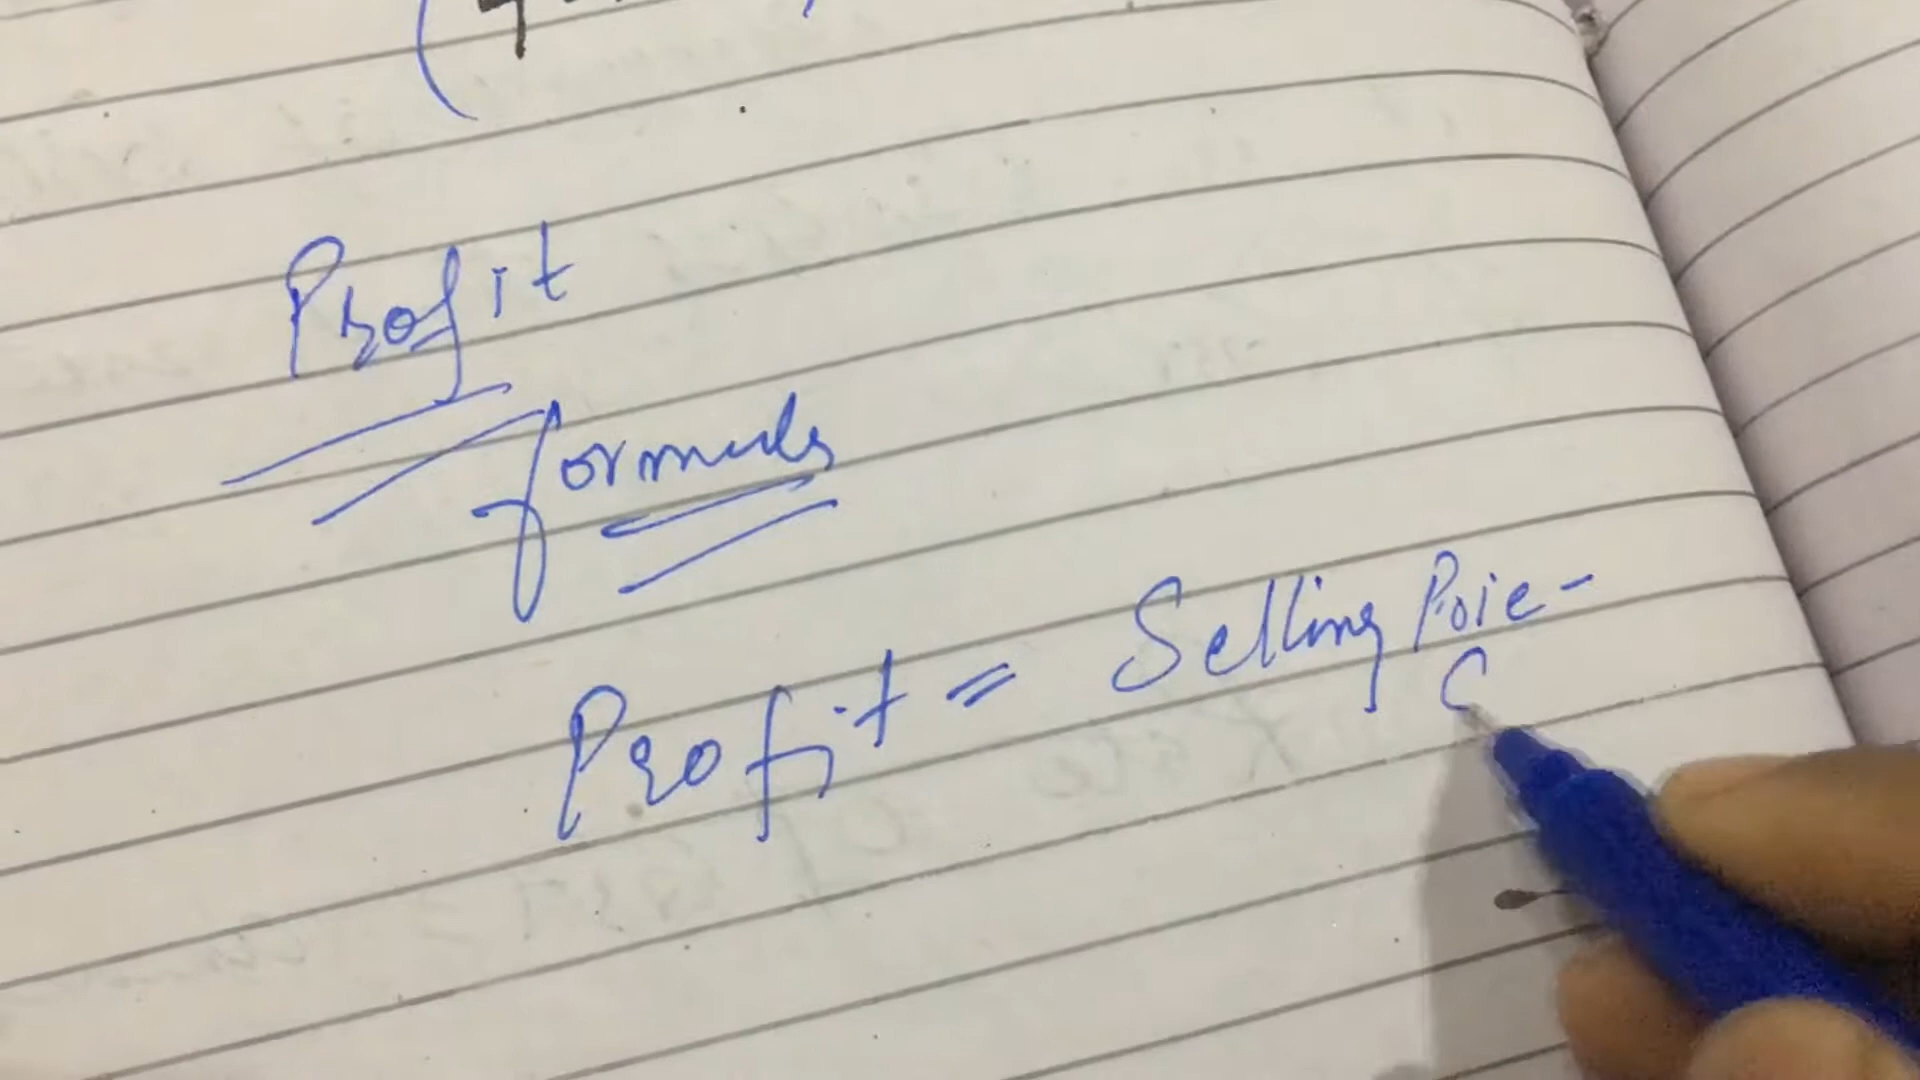 Profit
formula
Profit = Selling Price -
C